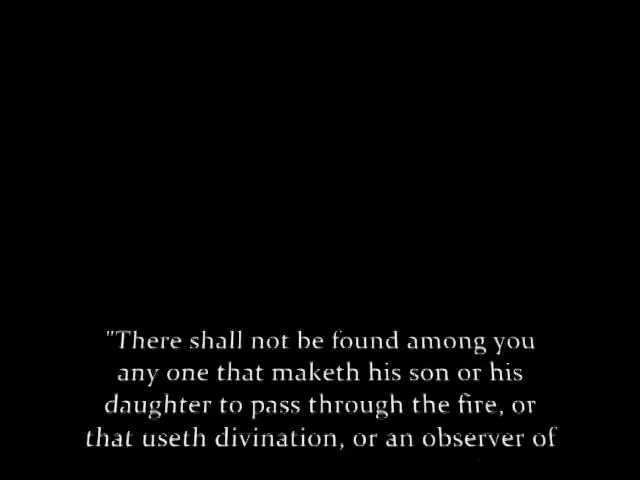 "There shall not be found among you
any one that maketh his son or his
daughter to pass through the fire, or
that useth divination, or an observer of